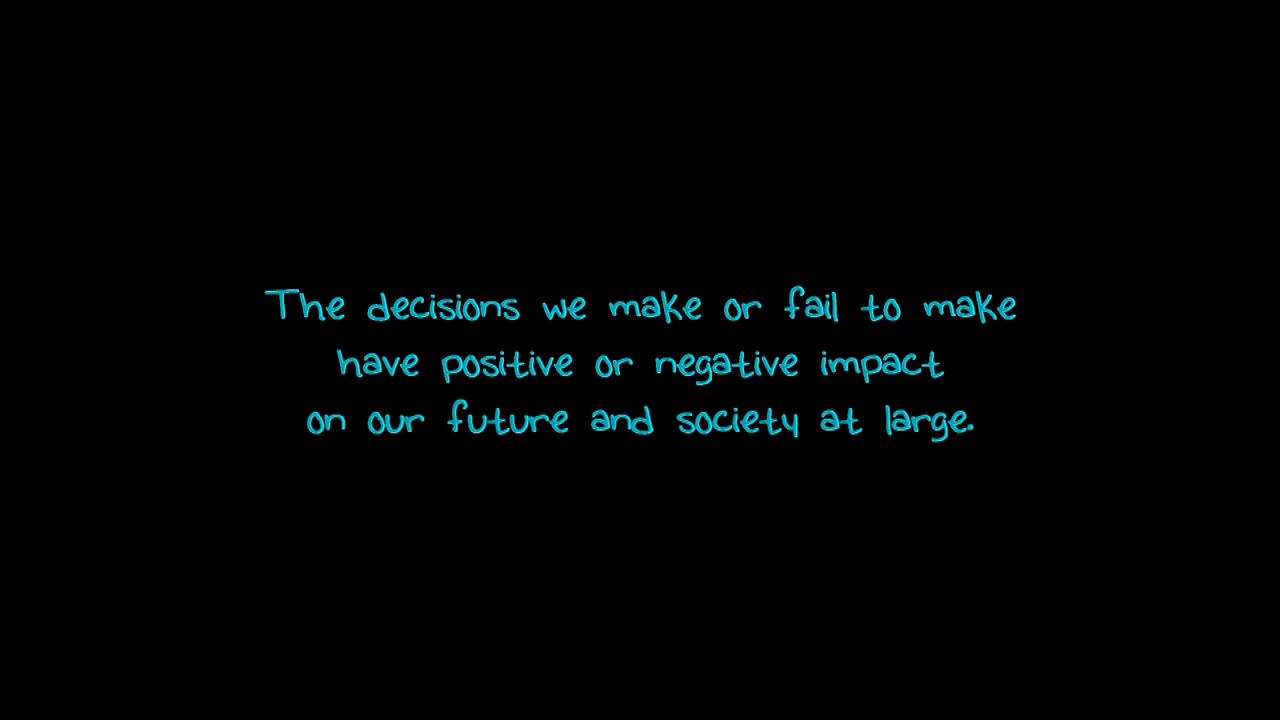 The decisions we make or fail to make
have positive or negative impact
on our future and society at large.